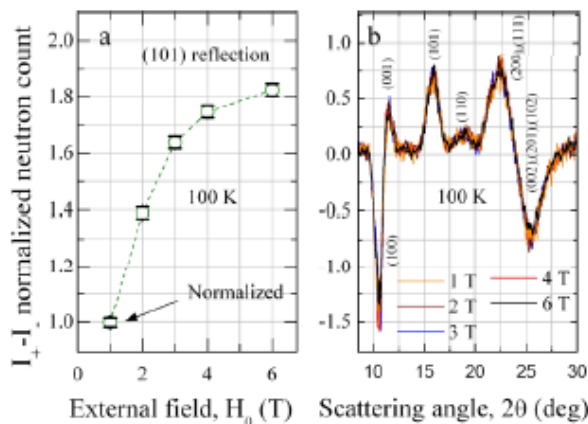 I₊-I₋ normalized neutron count
2.0
1.8
1.6
1.4
1.2
1.0
a
(101) reflection
100 K
Normalized
0
2
4
6
External field, H₀ (T)
b
1.0
0.5
0.0
-0.5
-1.0
-1.5
(100)
(001)
(101)
(110)
(200),(111)
(002),(201),(102)
100 K
1 T
2 T
3 T
4 T
6 T
10
15
20
25
30
Scattering angle, 2θ (deg)